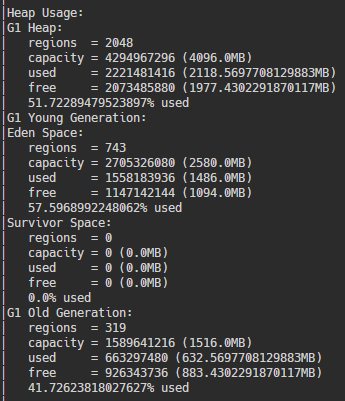 Heap Usage:
G1 Heap:
   regions  = 2048
   capacity = 4294967296 (4096.0MB)
   used     = 2221481416 (2118.5697708129883MB)
   free     = 2073485880 (1977.4302291870117MB)
   51.72289479523897% used
G1 Young Generation:
Eden Space:
   regions  = 743
   capacity = 2705326080 (2580.0MB)
   used     = 1558183936 (1486.0MB)
   free     = 1147142144 (1094.0MB)
   57.5968992248062% used
Survivor Space:
   regions  = 0
   capacity = 0 (0.0MB)
   used     = 0 (0.0MB)
   free     = 0 (0.0MB)
   0.0% used
G1 Old Generation:
   regions  = 319
   capacity = 1589641216 (1516.0MB)
   used     = 663297480 (632.5697708129883MB)
   free     = 926343736 (883.4302291870117MB)
   41.72623818027627% used